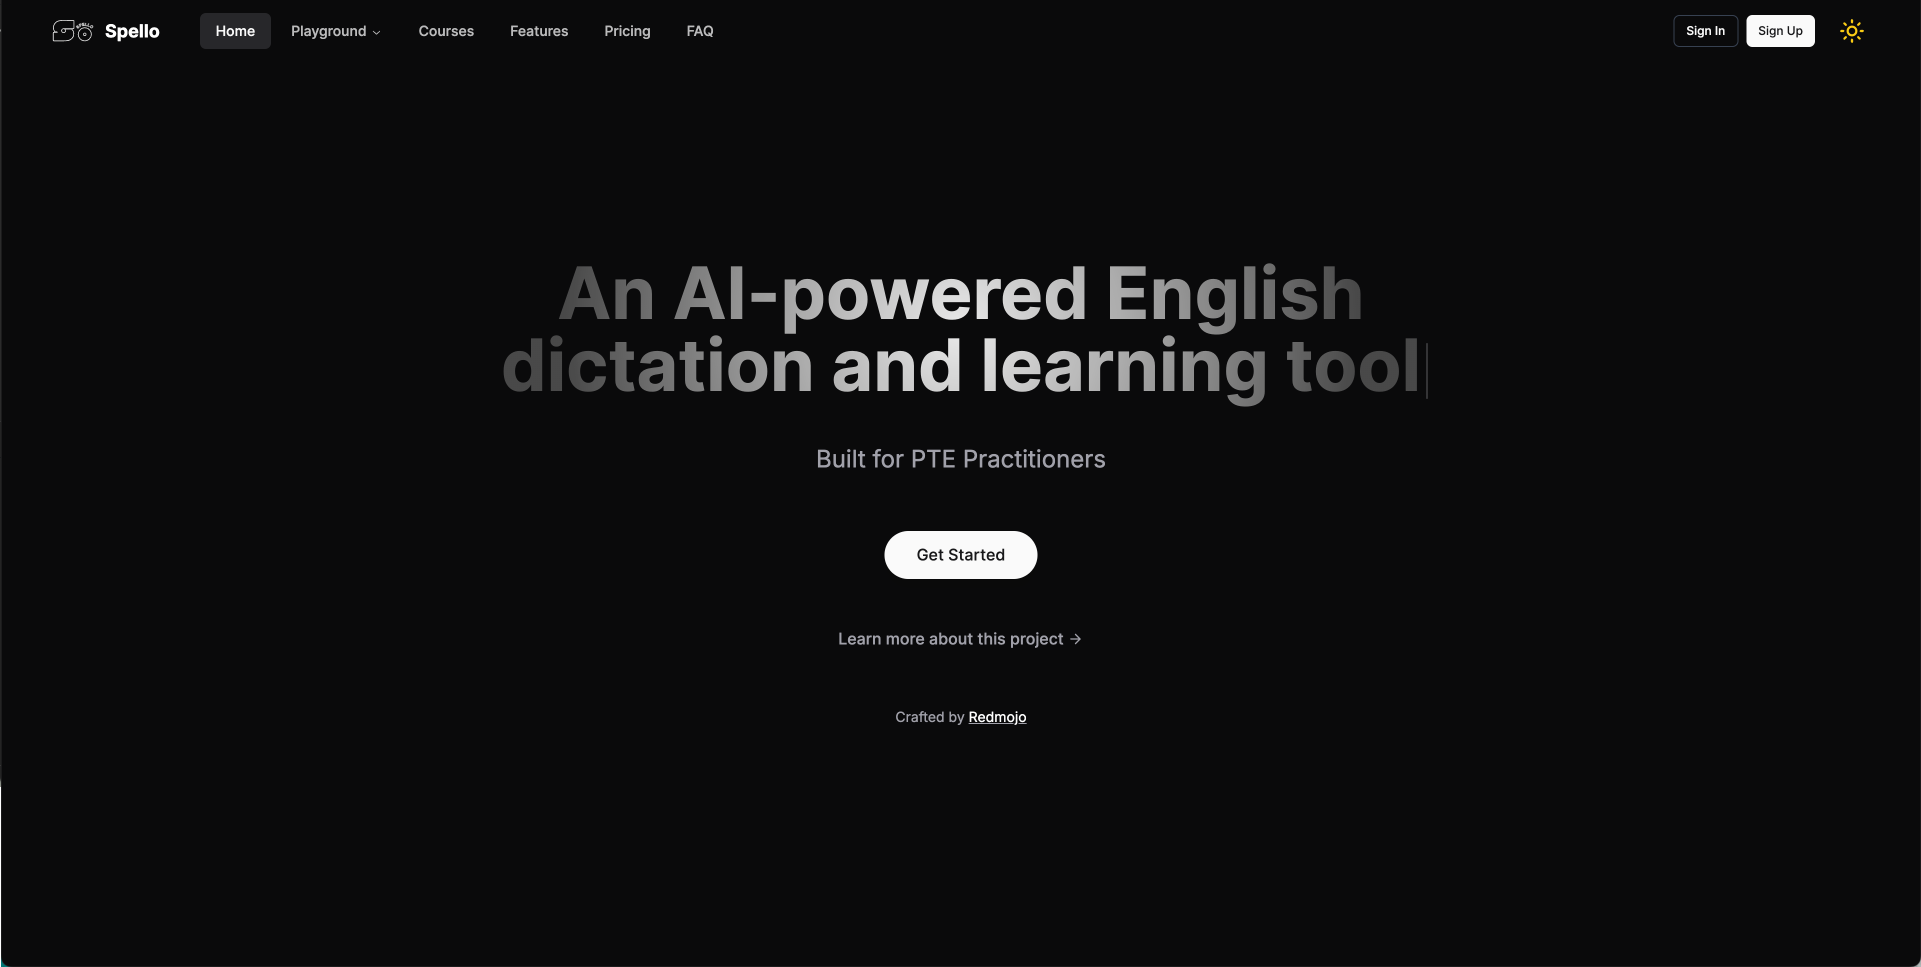 SPELLO
Spello
Home
Playground
Courses
Features
Pricing
FAQ
Sign In
Sign Up
An AI-powered English
dictation and learning tool
Built for PTE Practitioners
Get Started
Learn more about this project →
Crafted by Redmojo